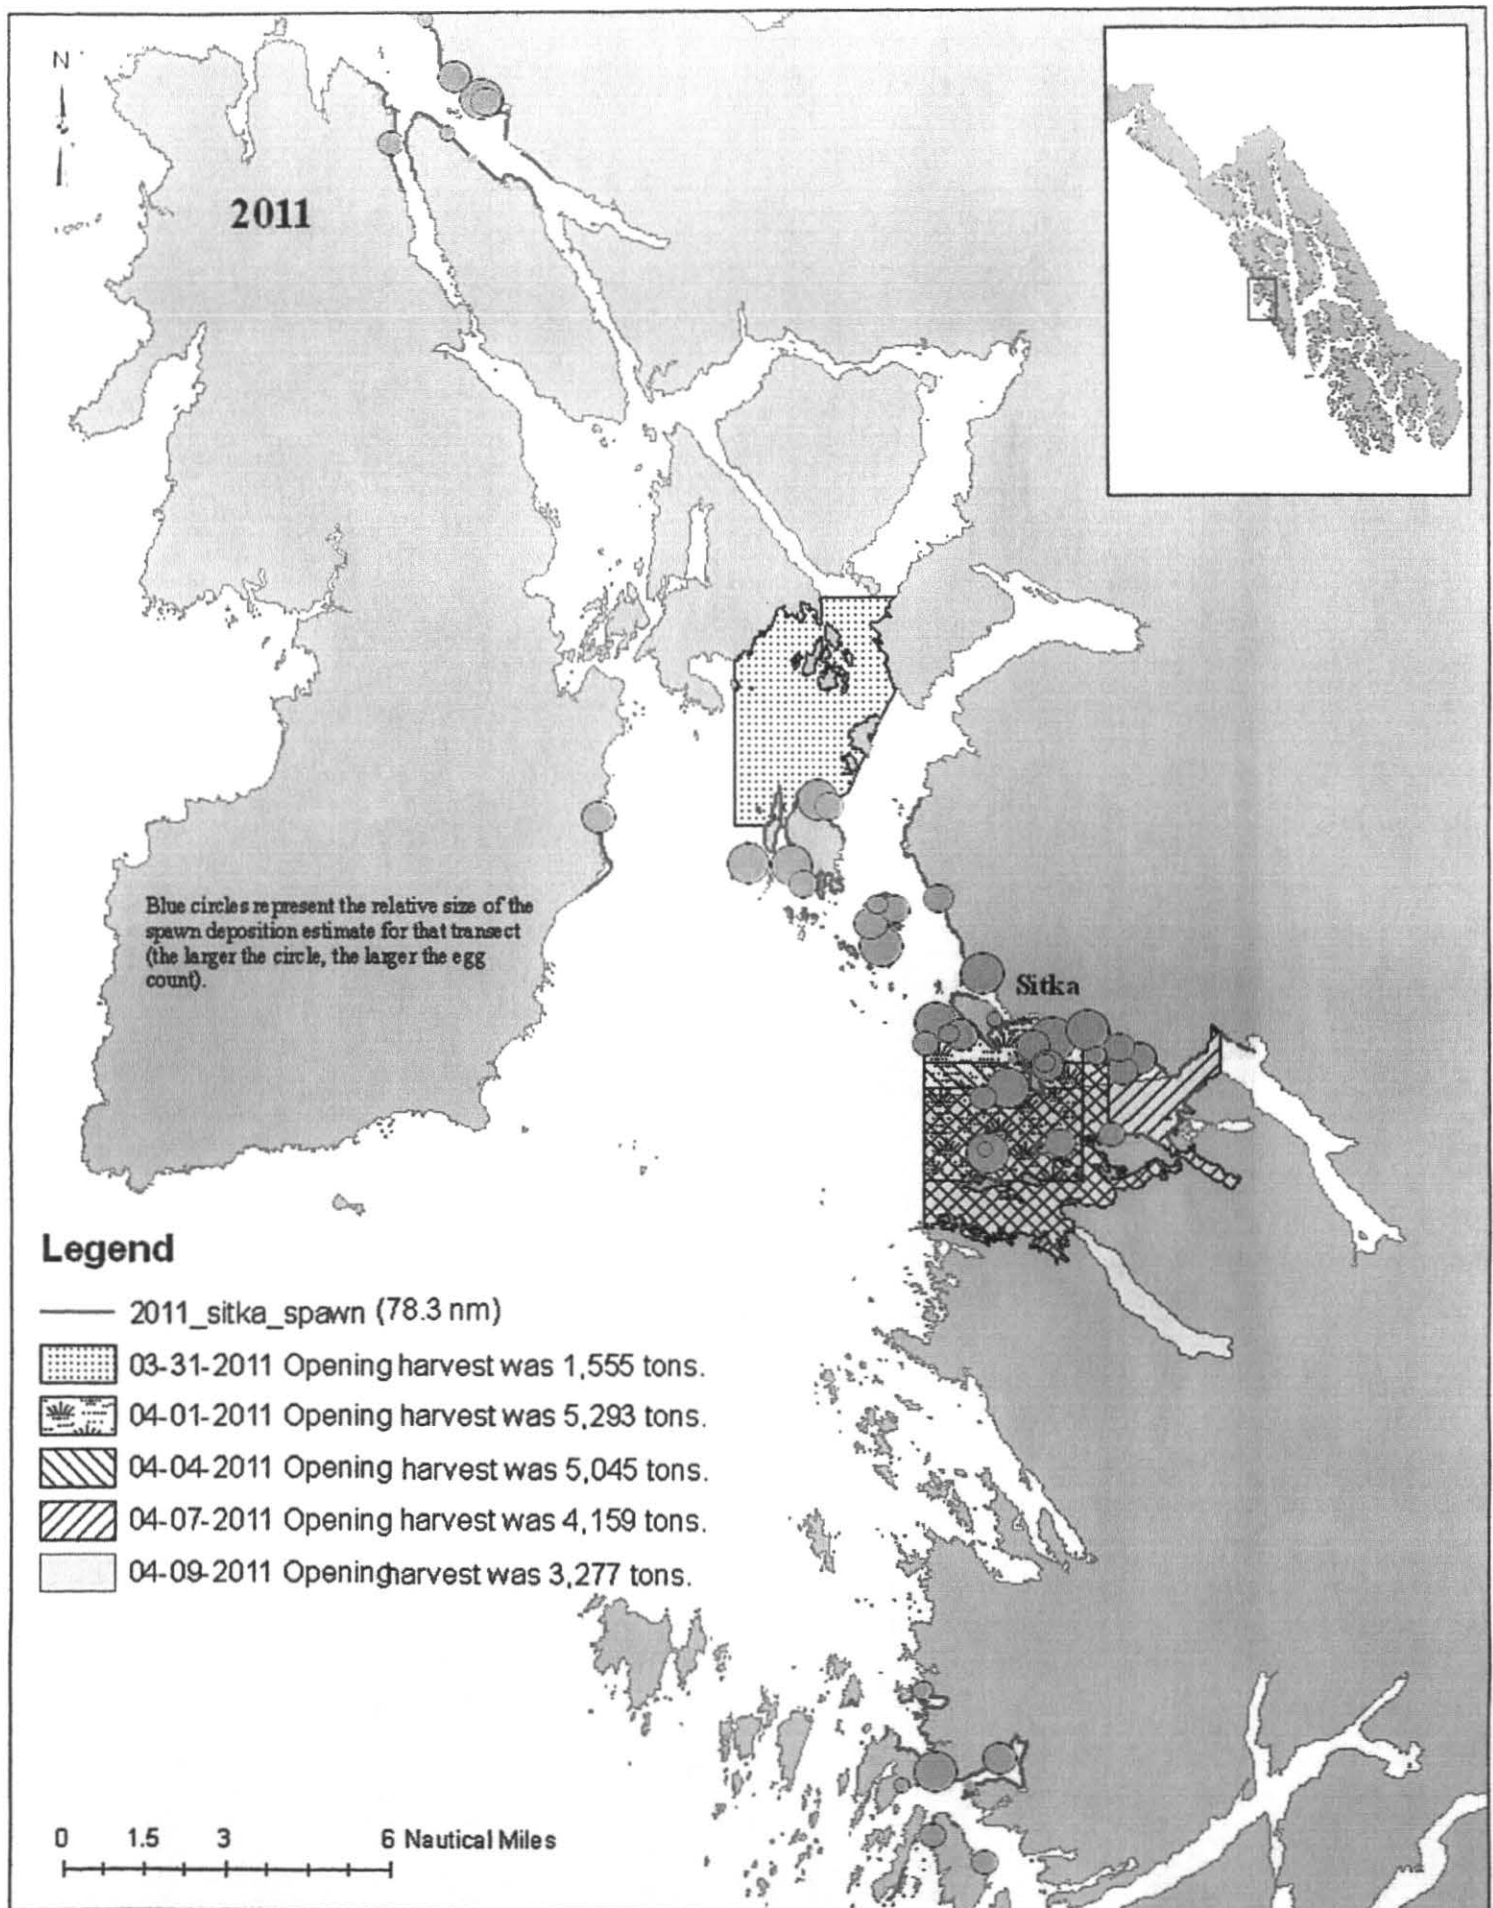 N
2011
Blue circles represent the relative size of the
spawn deposition estimate for that transect
(the larger the circle, the larger the egg
count).
Sitka
Legend
2011_sitka_spawn (78.3 nm)
03-31-2011 Opening harvest was 1,555 tons.
04-01-2011 Opening harvest was 5,293 tons.
04-04-2011 Opening harvest was 5,045 tons.
04-07-2011 Opening harvest was 4,159 tons.
04-09-2011 Opening harvest was 3,277 tons.
0 1.5 3 6 Nautical Miles